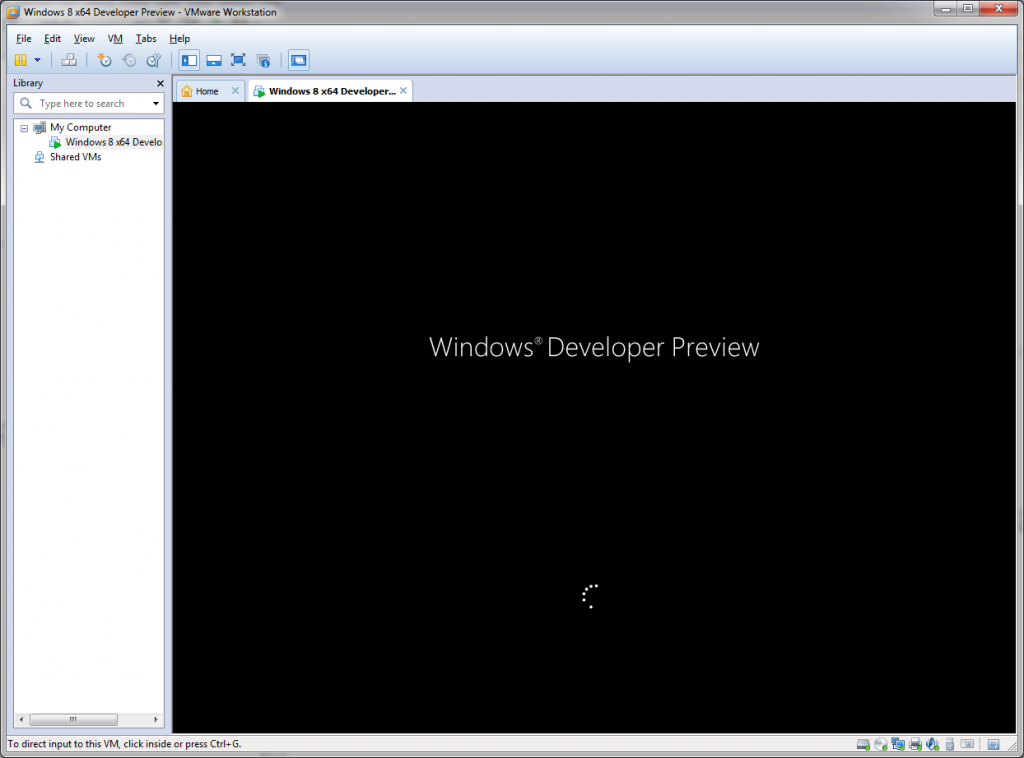 Windows 8 x64 Developer Preview - VMware Workstation
File Edit View VM Tabs Help
Library
Type here to search
Home
Windows 8 x64 Developer...
My Computer
Windows 8 x64 Develo
Shared VMs
Windows® Developer Preview
To direct input to this VM, click inside or press Ctrl+G.